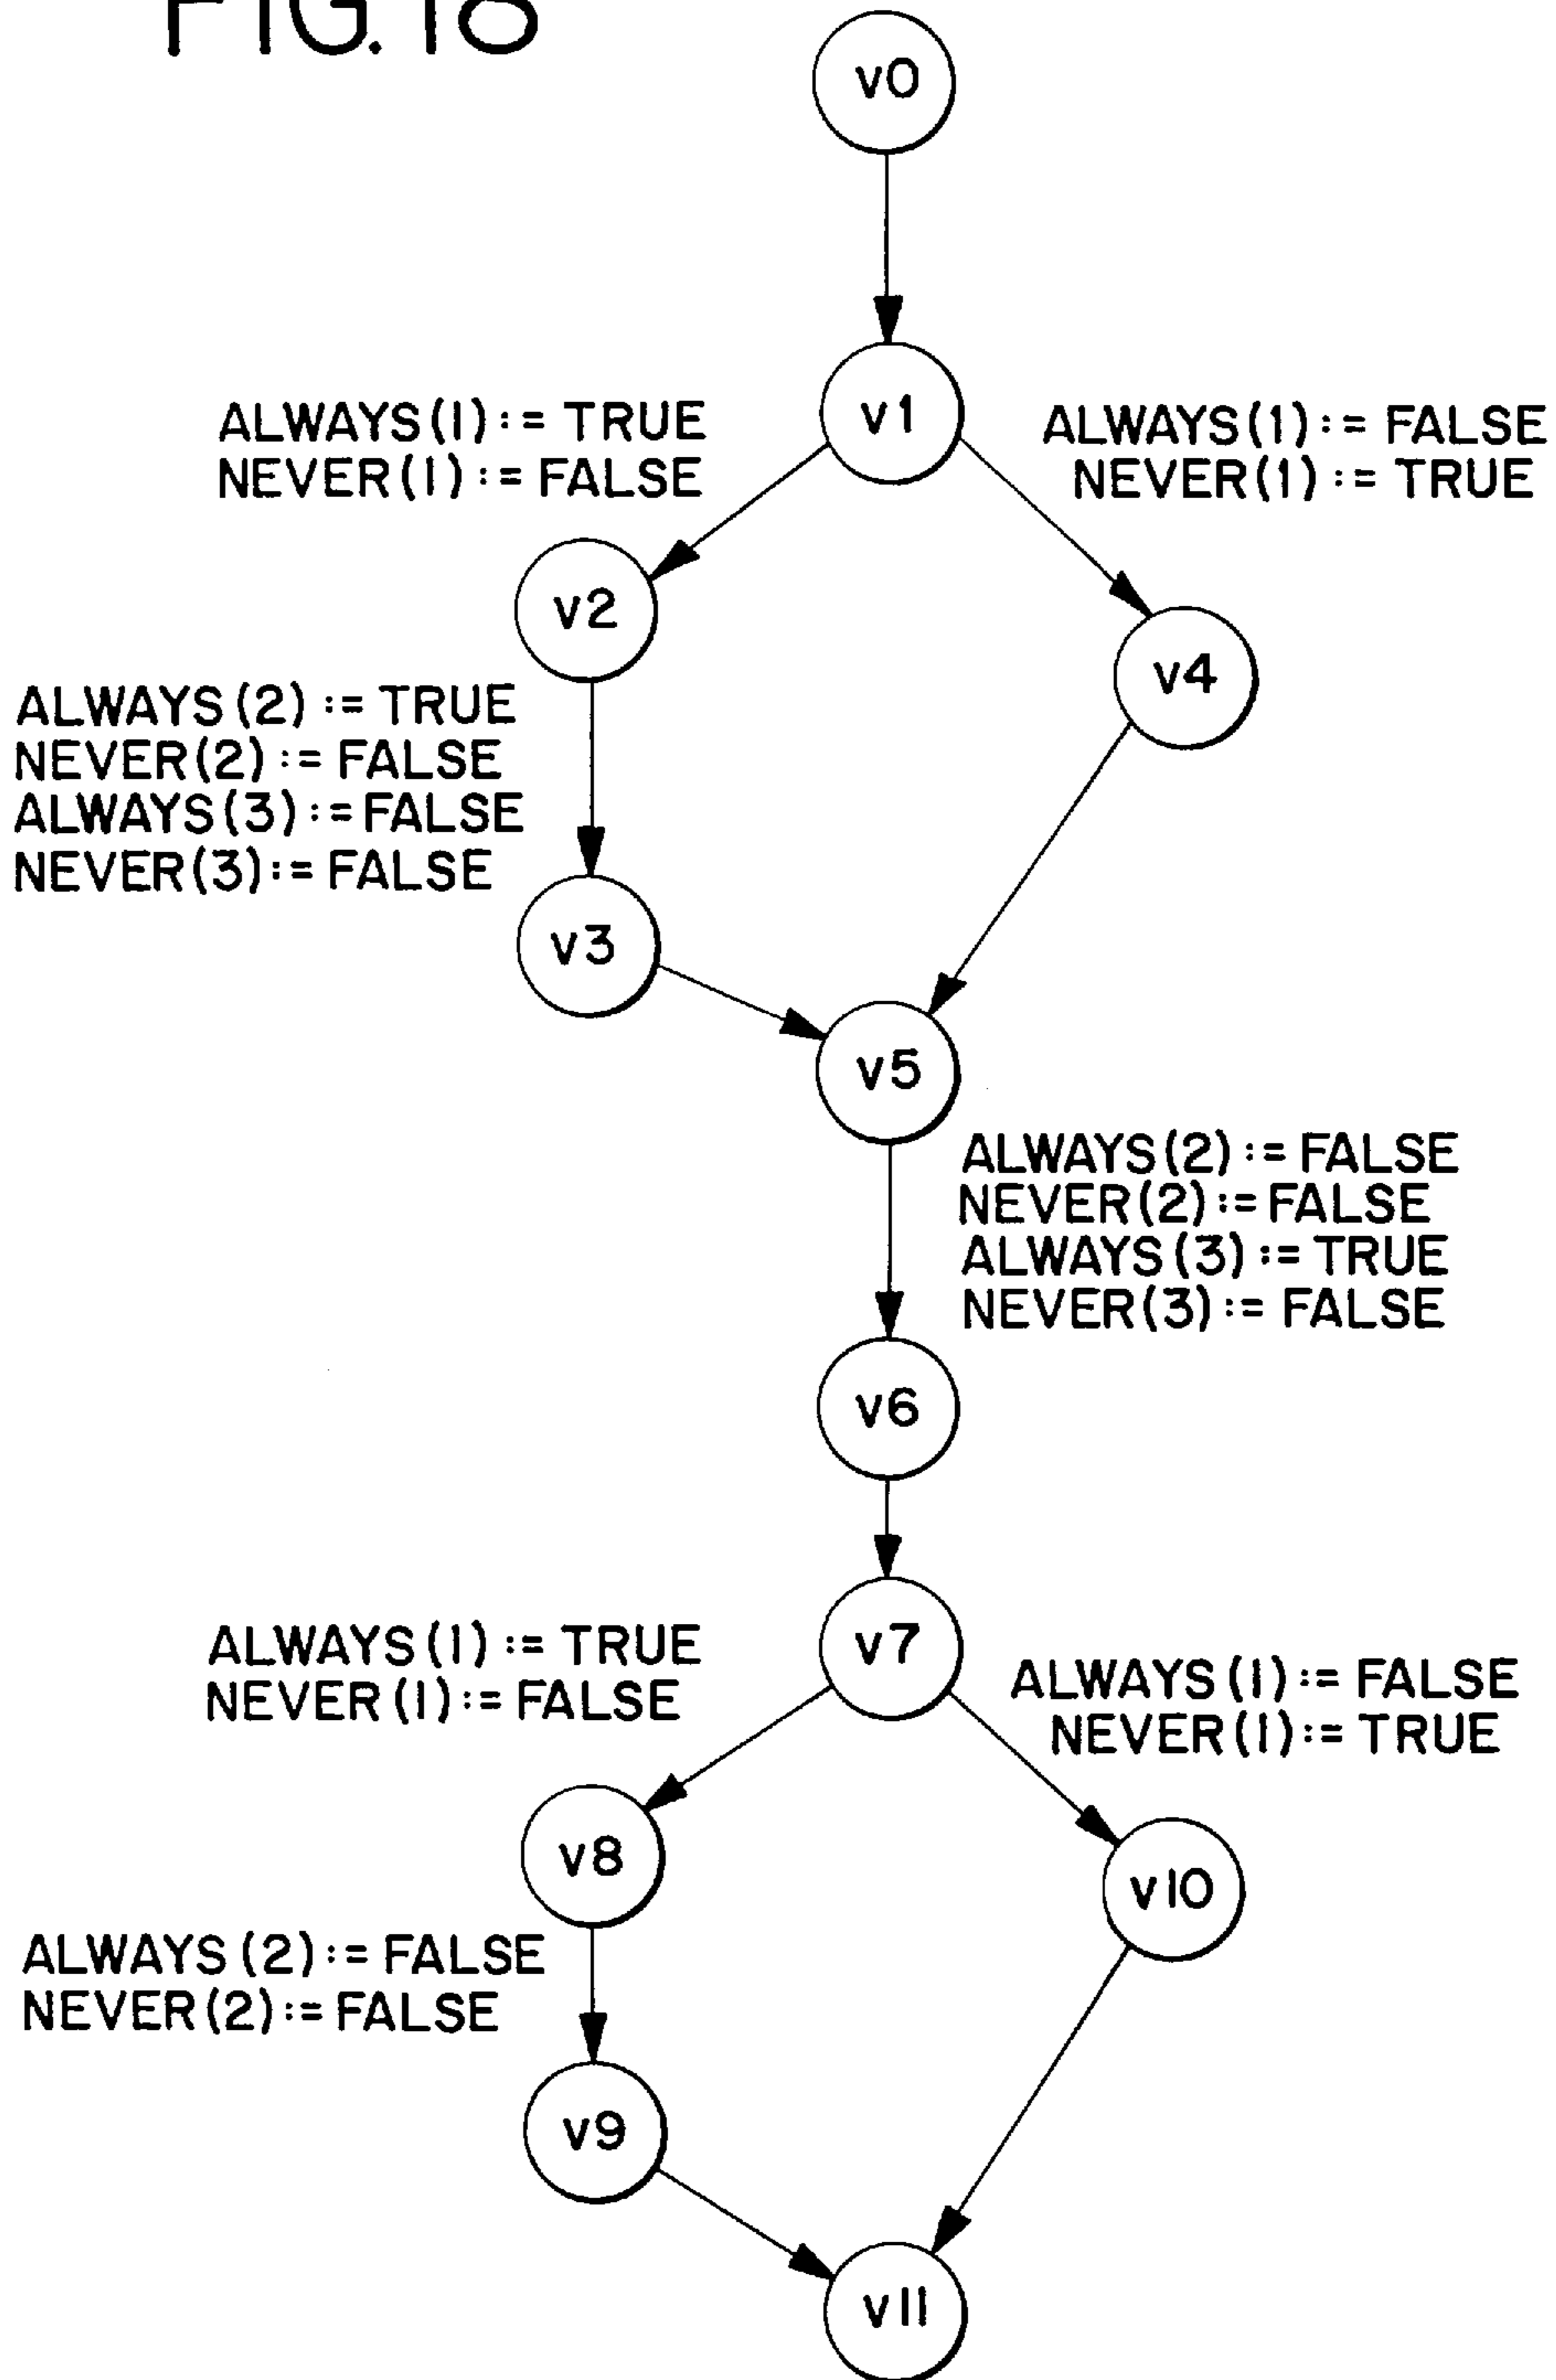 FIG. 18
v0
v1
ALWAYS(1) := TRUE
NEVER(1) := FALSE
ALWAYS(1) := FALSE
NEVER(1) := TRUE
v2
v4
ALWAYS(2) := TRUE
NEVER(2) := FALSE
ALWAYS(3) := FALSE
NEVER(3) := FALSE
v3
v5
ALWAYS(2) := FALSE
NEVER(2) := FALSE
ALWAYS(3) := TRUE
NEVER(3) := FALSE
v6
v7
ALWAYS(1) := TRUE
NEVER(1) := FALSE
ALWAYS(1) := FALSE
NEVER(1) := TRUE
v8
v10
ALWAYS(2) := FALSE
NEVER(2) := FALSE
v9
v11